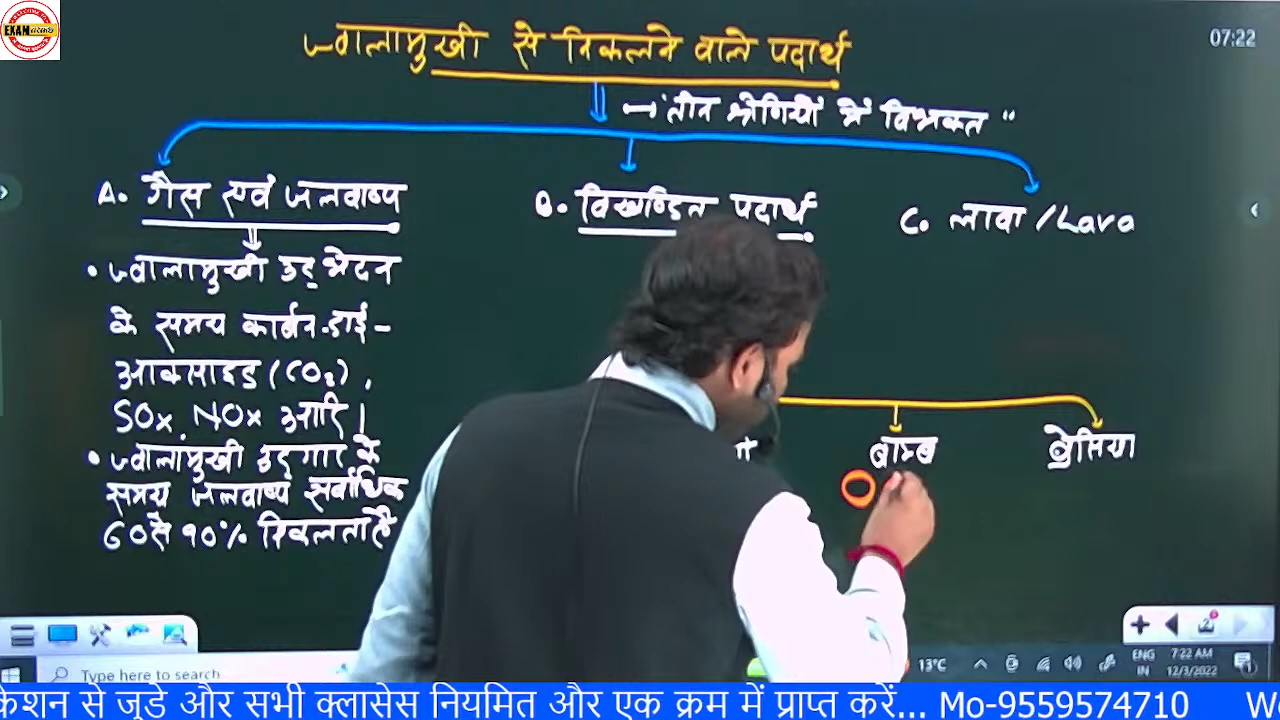 EXAM
07:22
ज्वालामुखी से निकलने वाले पदार्थ
→ "तीन श्रेणियों में विभक्त"
A. गैस एवं जलवाष्प
B. विखण्डित पदार्थ
C. लावा / Lava
• ज्वालामुखी उद्भेदन
के समय कार्बन-डाई-
आक्साइड (CO₂),
SOx, NOx आदि।
• ज्वालामुखी उद्गार के
समय जलवाष्प सर्वाधिक
60 से 90% निकलता है
बाम्ब
ब्रेसिया
Type here to search
13°C
ENG
IN
7:22 AM
12/3/2022
केशन से जुडे और सभी क्लासेस नियमित और एक क्रम में प्राप्त करें... Mo-9559574710